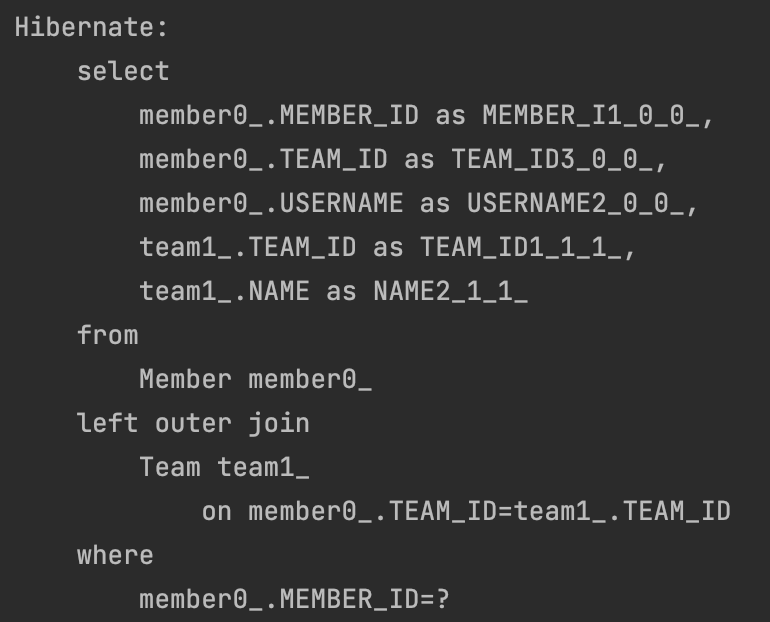 Hibernate:
    select
        member0_.MEMBER_ID as MEMBER_I1_0_0_,
        member0_.TEAM_ID as TEAM_ID3_0_0_,
        member0_.USERNAME as USERNAME2_0_0_,
        team1_.TEAM_ID as TEAM_ID1_1_1_,
        team1_.NAME as NAME2_1_1_
    from
        Member member0_
    left outer join
        Team team1_
            on member0_.TEAM_ID=team1_.TEAM_ID
    where
        member0_.MEMBER_ID=?